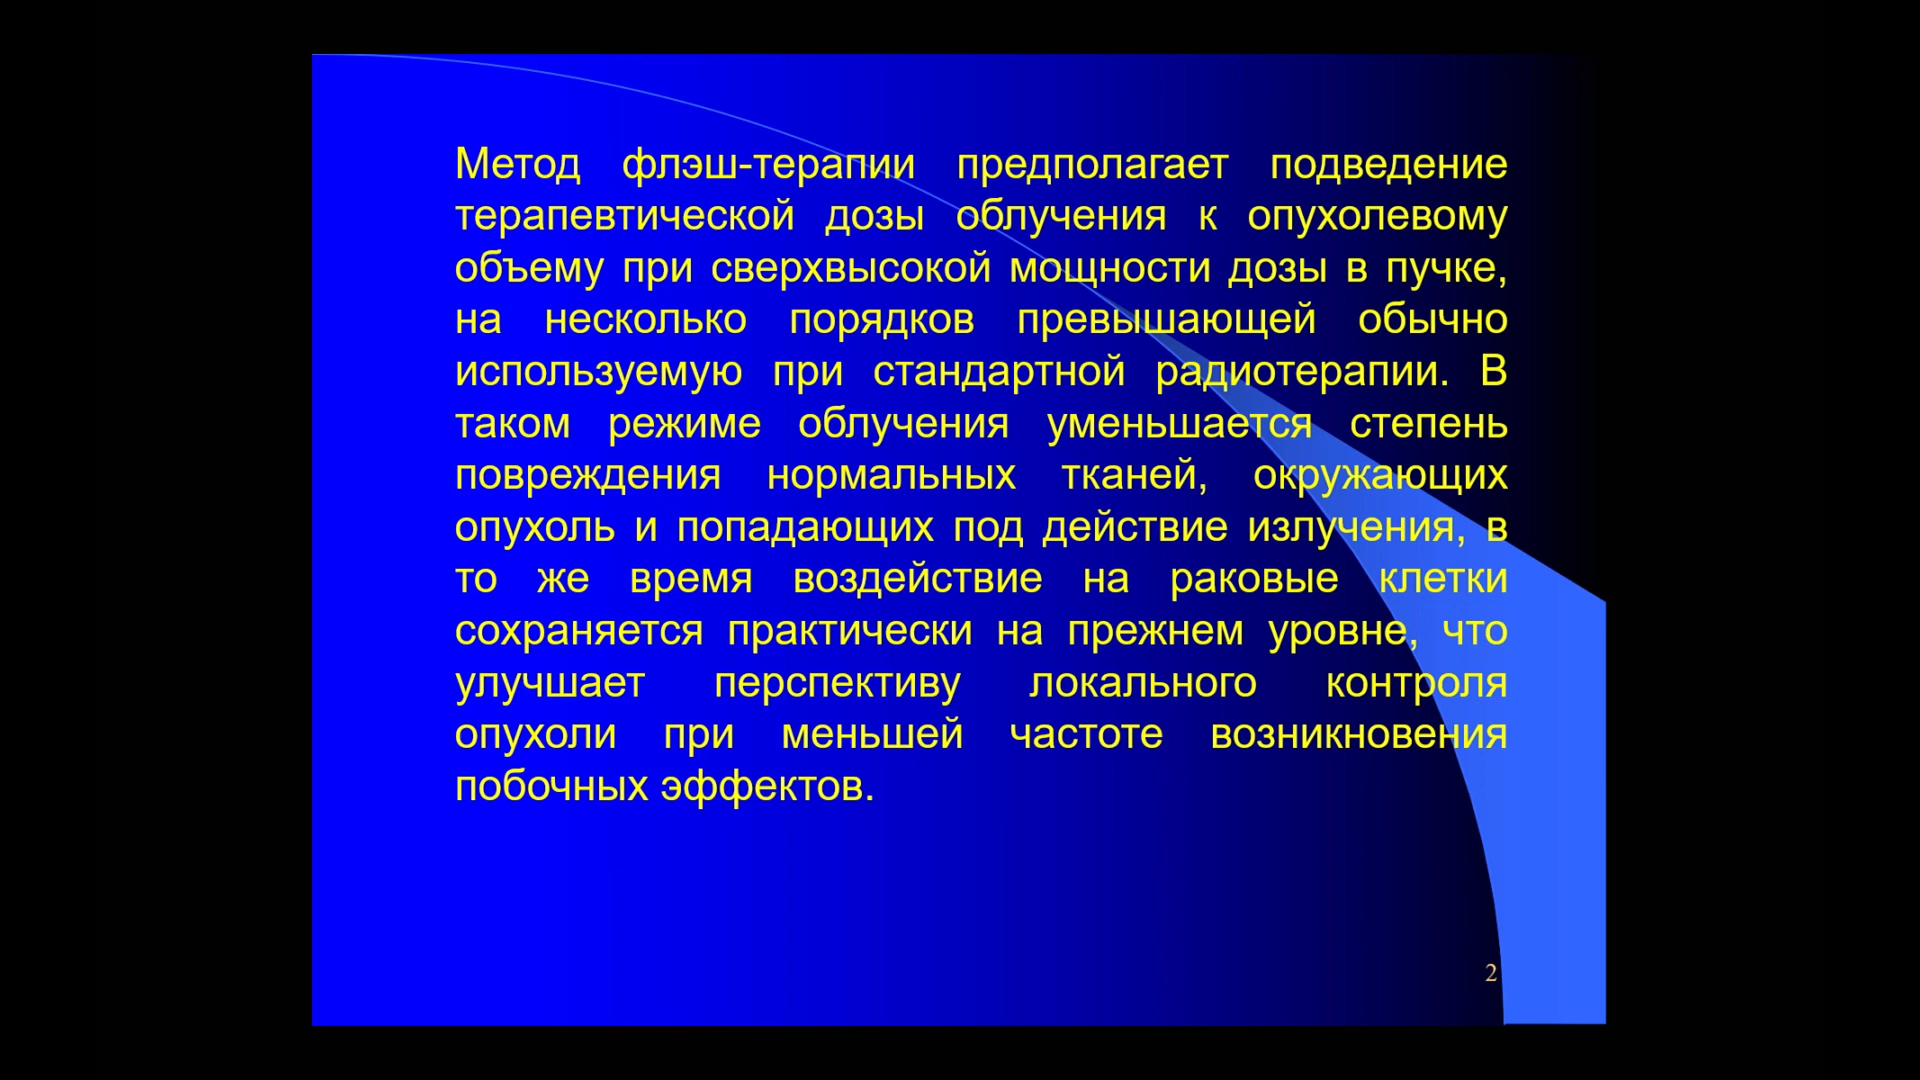 Метод флэш-терапии предполагает подведение
терапевтической дозы облучения к опухолевому
объему при сверхвысокой мощности дозы в пучке,
на несколько порядков превышающей обычно
используемую при стандартной радиотерапии. В
таком режиме облучения уменьшается степень
повреждения нормальных тканей, окружающих
опухоль и попадающих под действие излучения, в
то же время воздействие на раковые клетки
сохраняется практически на прежнем уровне, что
улучшает перспективу локального контроля
опухоли при меньшей частоте возникновения
побочных эффектов.
2